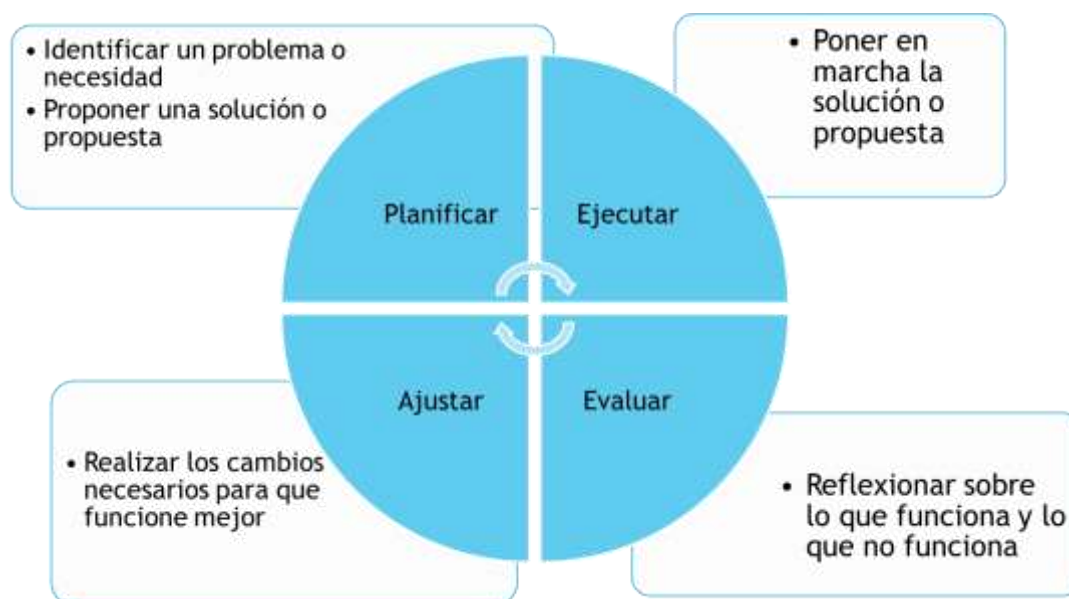 • Identificar un problema o
necesidad
• Proponer una solución o
propuesta
• Poner en
marcha la
solución o
propuesta
Planificar
Ejecutar
Ajustar
Evaluar
• Realizar los cambios
necesarios para que
funcione mejor
• Reflexionar sobre
lo que funciona y lo
que no funciona